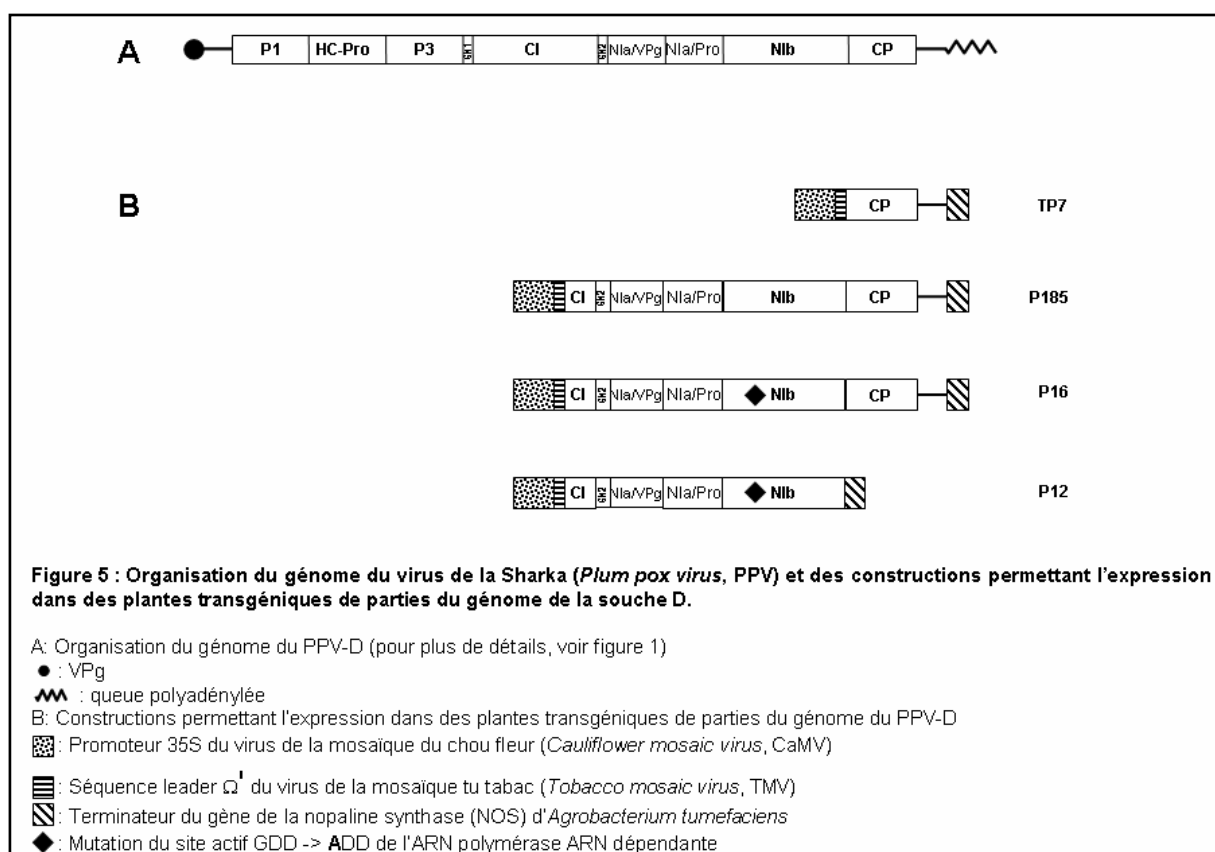 A P1 HC-Pro P3 6K1 CI 6K2 NIa/VPg NIa/Pro NIb CP
B CP TP7
CI 6K2 NIa/VPg NIa/Pro NIb CP P185
CI 6K2 NIa/VPg NIa/Pro NIb CP P16
CI 6K2 NIa/VPg NIa/Pro NIb P12
Figure 5 : Organisation du génome du virus de la Sharka (Plum pox virus, PPV) et des constructions permettant l'expression
dans des plantes transgéniques de parties du génome de la souche D.
A: Organisation du génome du PPV-D (pour plus de détails, voir figure 1)
● : VPg
: queue polyadénylée
B: Constructions permettant l'expression dans des plantes transgéniques de parties du génome du PPV-D
: Promoteur 35S du virus de la mosaïque du chou fleur (Cauliflower mosaic virus, CaMV)
: Séquence leader Ω' du virus de la mosaïque tu tabac (Tobacco mosaic virus, TMV)
: Terminateur du gène de la nopaline synthase (NOS) d'Agrobacterium tumefaciens
◆ : Mutation du site actif GDD -> ADD de l'ARN polymérase ARN dépendante